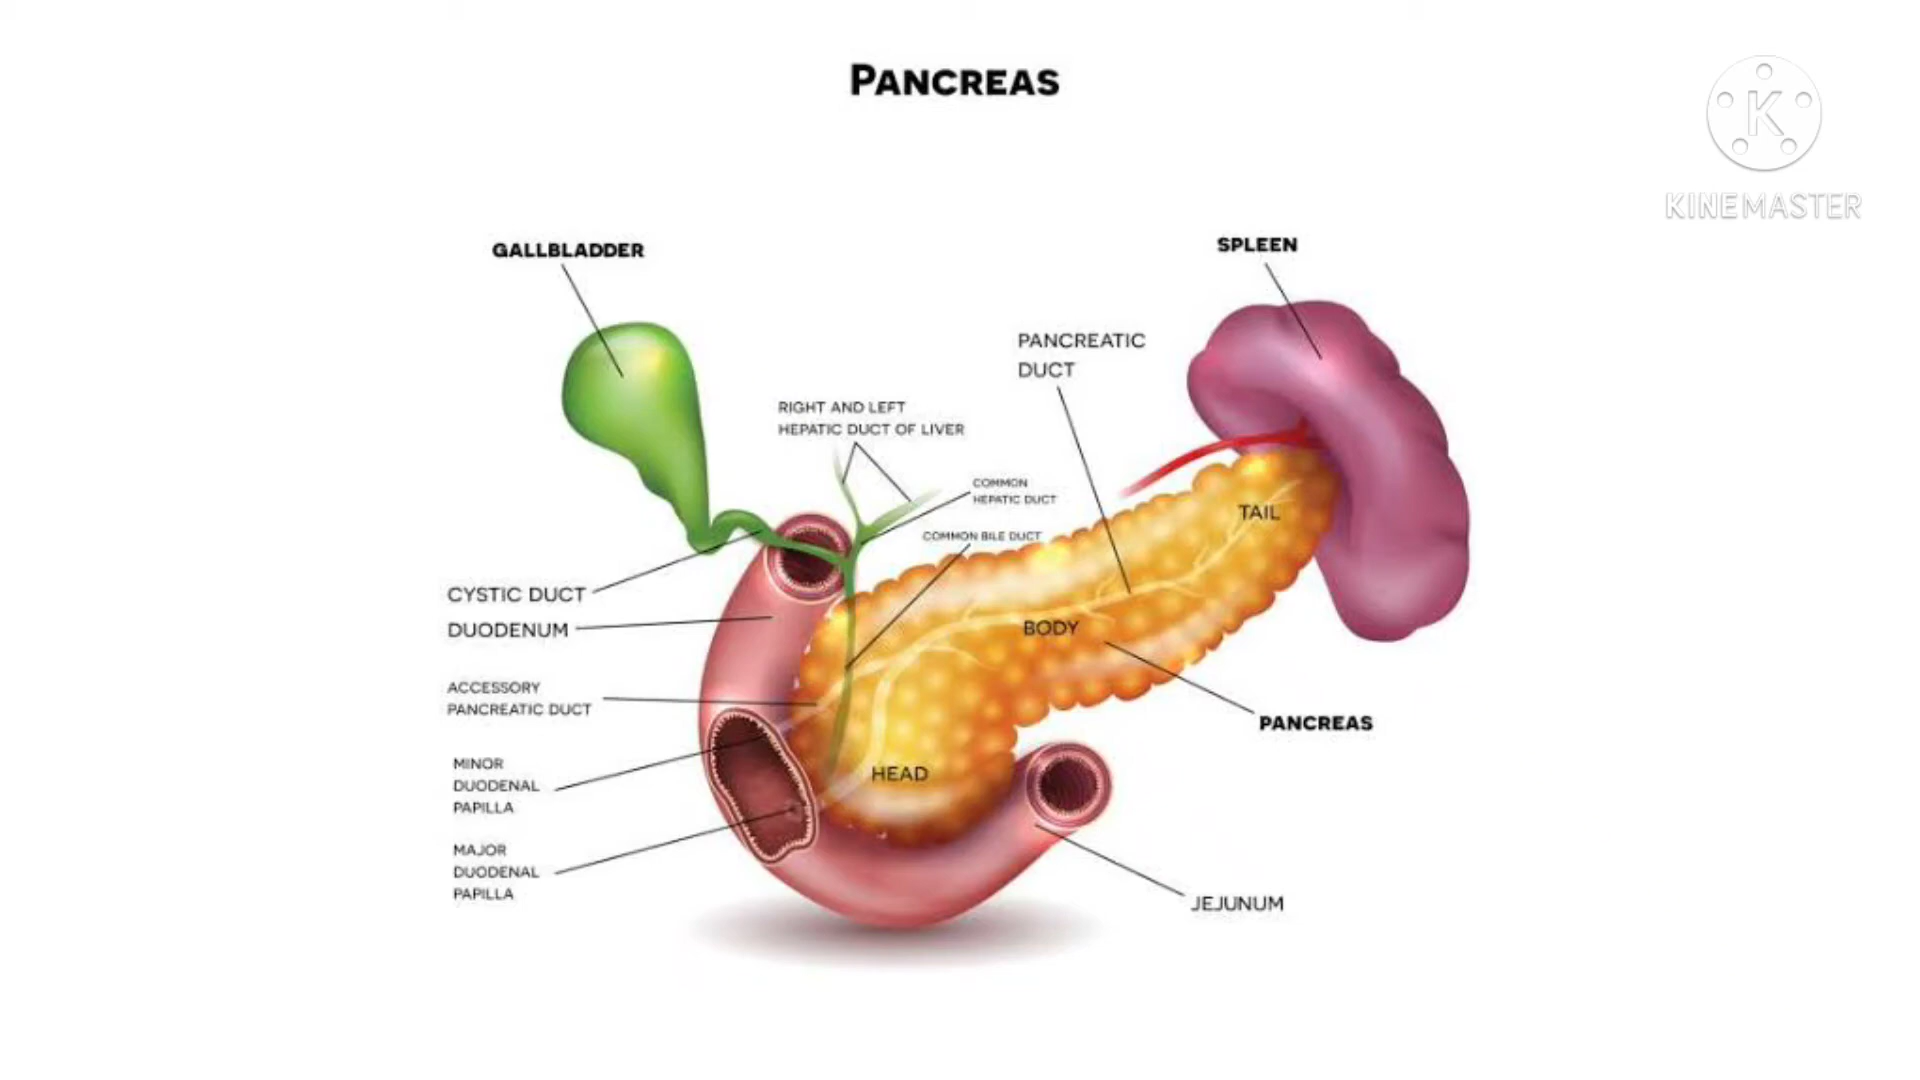 PANCREAS
K
KINEMASTER
GALLBLADDER
SPLEEN
PANCREATIC
DUCT
RIGHT AND LEFT
HEPATIC DUCT OF LIVER
COMMON
HEPATIC DUCT
COMMON BILE DUCT
TAIL
CYSTIC DUCT
DUODENUM
BODY
ACCESSORY
PANCREATIC DUCT
PANCREAS
MINOR
DUODENAL
PAPILLA
HEAD
MAJOR
DUODENAL
PAPILLA
JEJUNUM